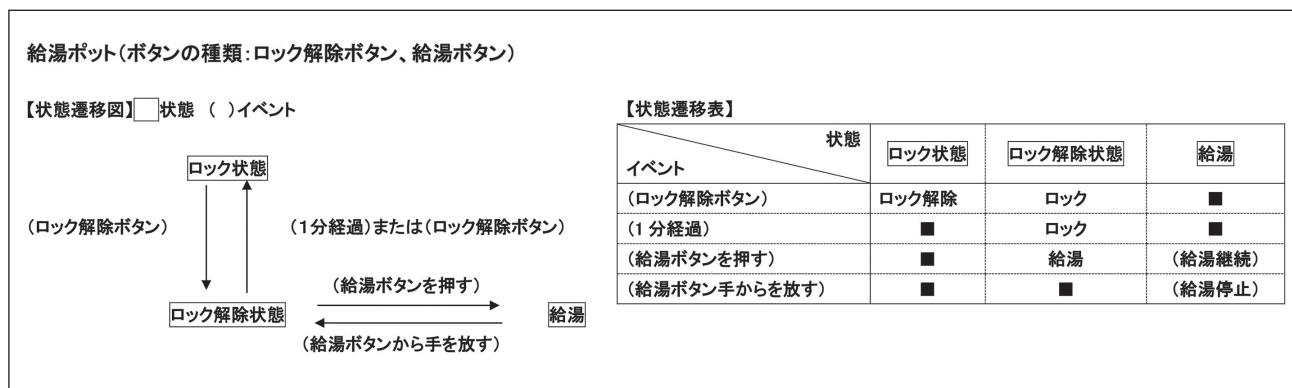 給湯ポット(ボタンの種類:ロック解除ボタン、給湯ボタン)
【状態遷移図】 状態 ( )イベント
ロック状態
(ロック解除ボタン)
(1分経過)または(ロック解除ボタン)
(給湯ボタンを押す)
ロック解除状態
給湯
(給湯ボタンから手を放す)
【状態遷移表】
状態
イベント
ロック状態 ロック解除状態 給湯
(ロック解除ボタン) ロック解除 ロック ■
(1分経過) ■ ロック ■
(給湯ボタンを押す) ■ 給湯 (給湯継続)
(給湯ボタン手からを放す) ■ ■ (給湯停止)